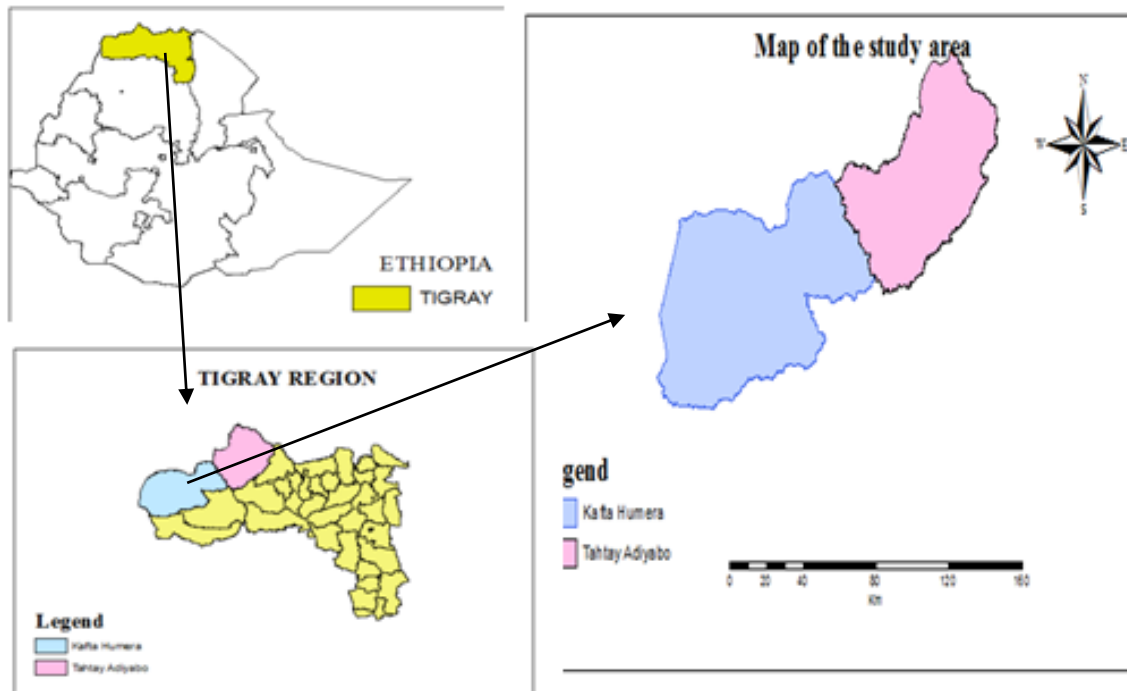 ETHIOPIA
TIGRAY
TIGRAY REGION
Legend
Kafta Humera
Tahtay Adiyabo
Map of the study area
N
W
E
S
gend
Kafta Humera
Tahtay Adiyabo
0 20 40 80 120 160
Km